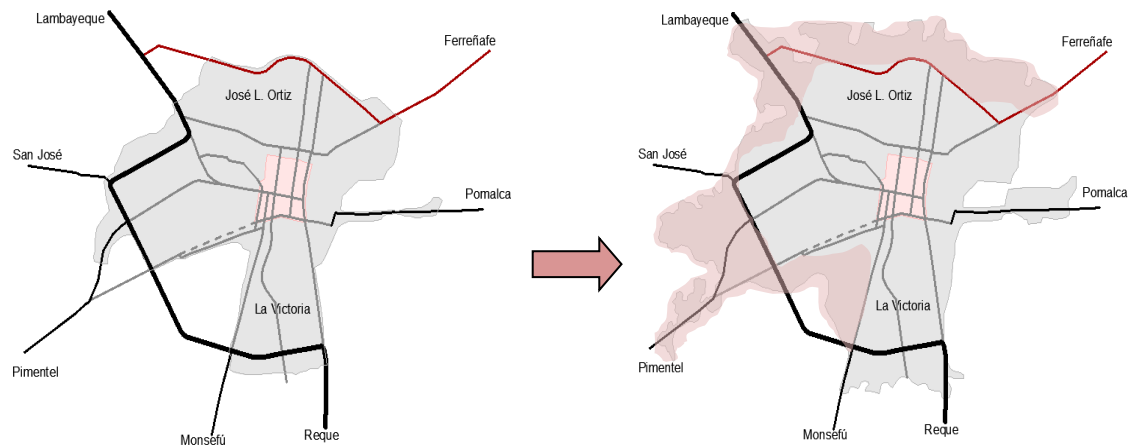 Lambayeque
Ferreñafe
José L. Ortiz
San José
Pomalca
La Victoria
Pimentel
Monsefú
Reque
Lambayeque
Ferreñafe
José L. Ortiz
San José
Pomalca
La Victoria
Pimentel
Monsefú
Reque